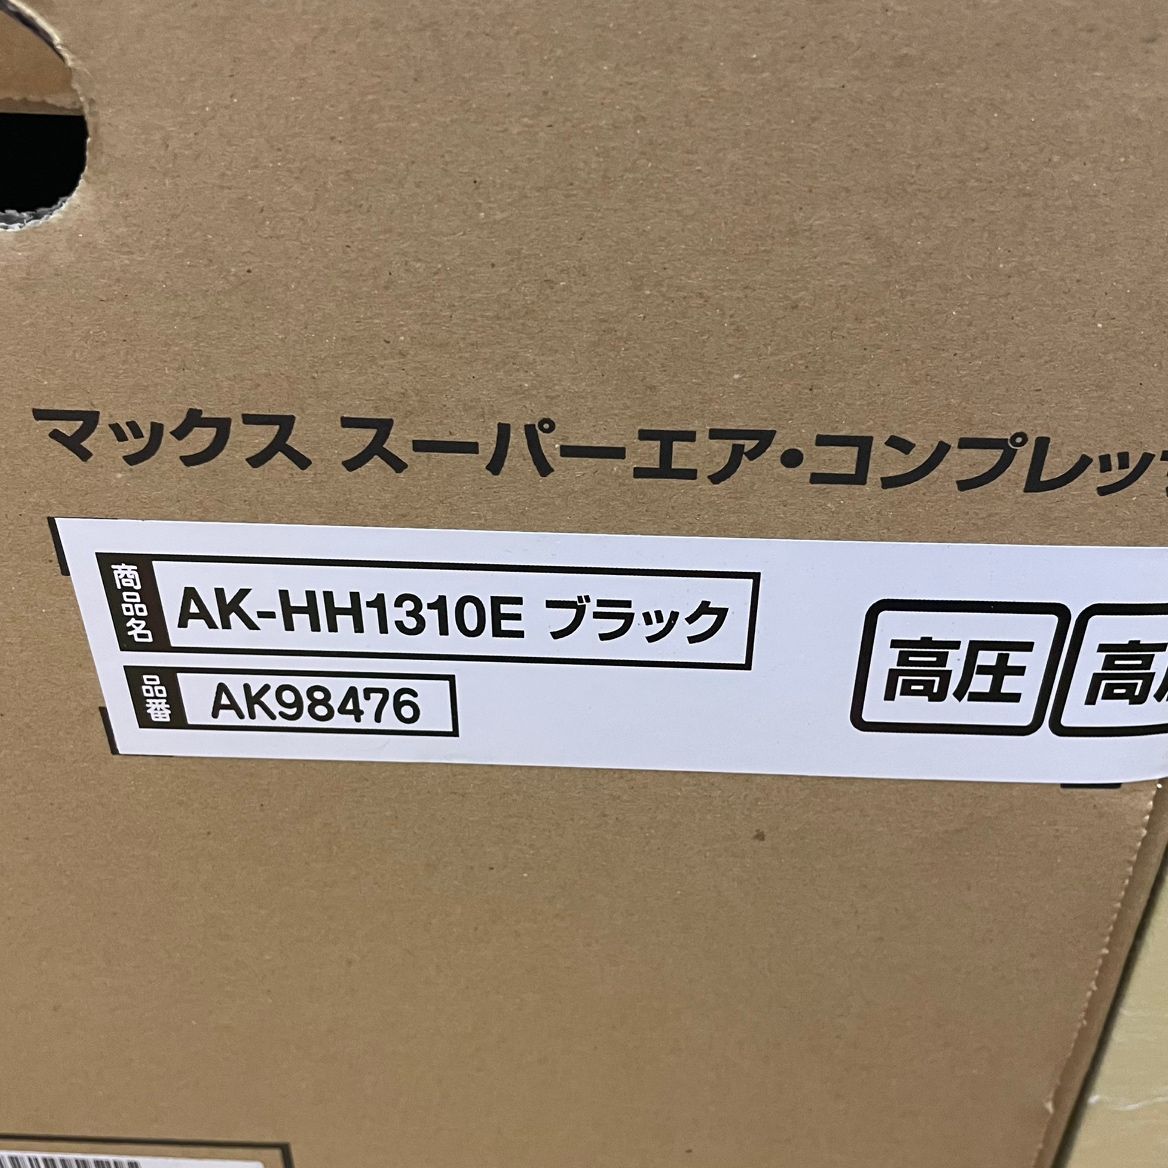 マックス スーパーエア・コンプレッ
商品名 AK-HH1310E ブラック
品番 AK98476
高圧 高